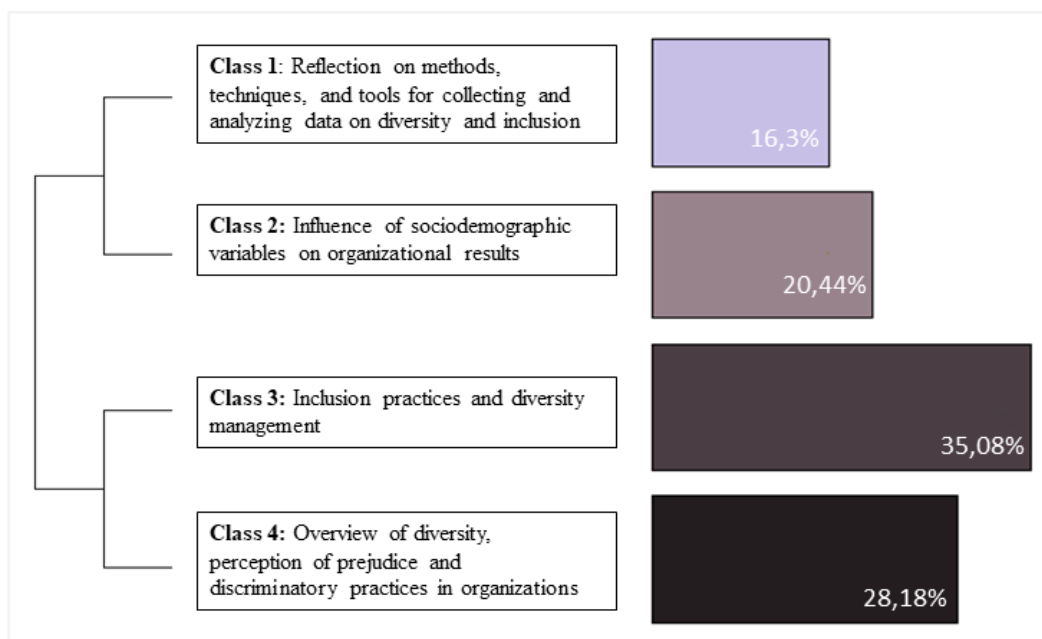 Class 1: Reflection on methods,
techniques, and tools for collecting and
analyzing data on diversity and inclusion
16,3%
Class 2: Influence of sociodemographic
variables on organizational results
20,44%
Class 3: Inclusion practices and diversity
management
35,08%
Class 4: Overview of diversity,
perception of prejudice and
discriminatory practices in organizations
28,18%